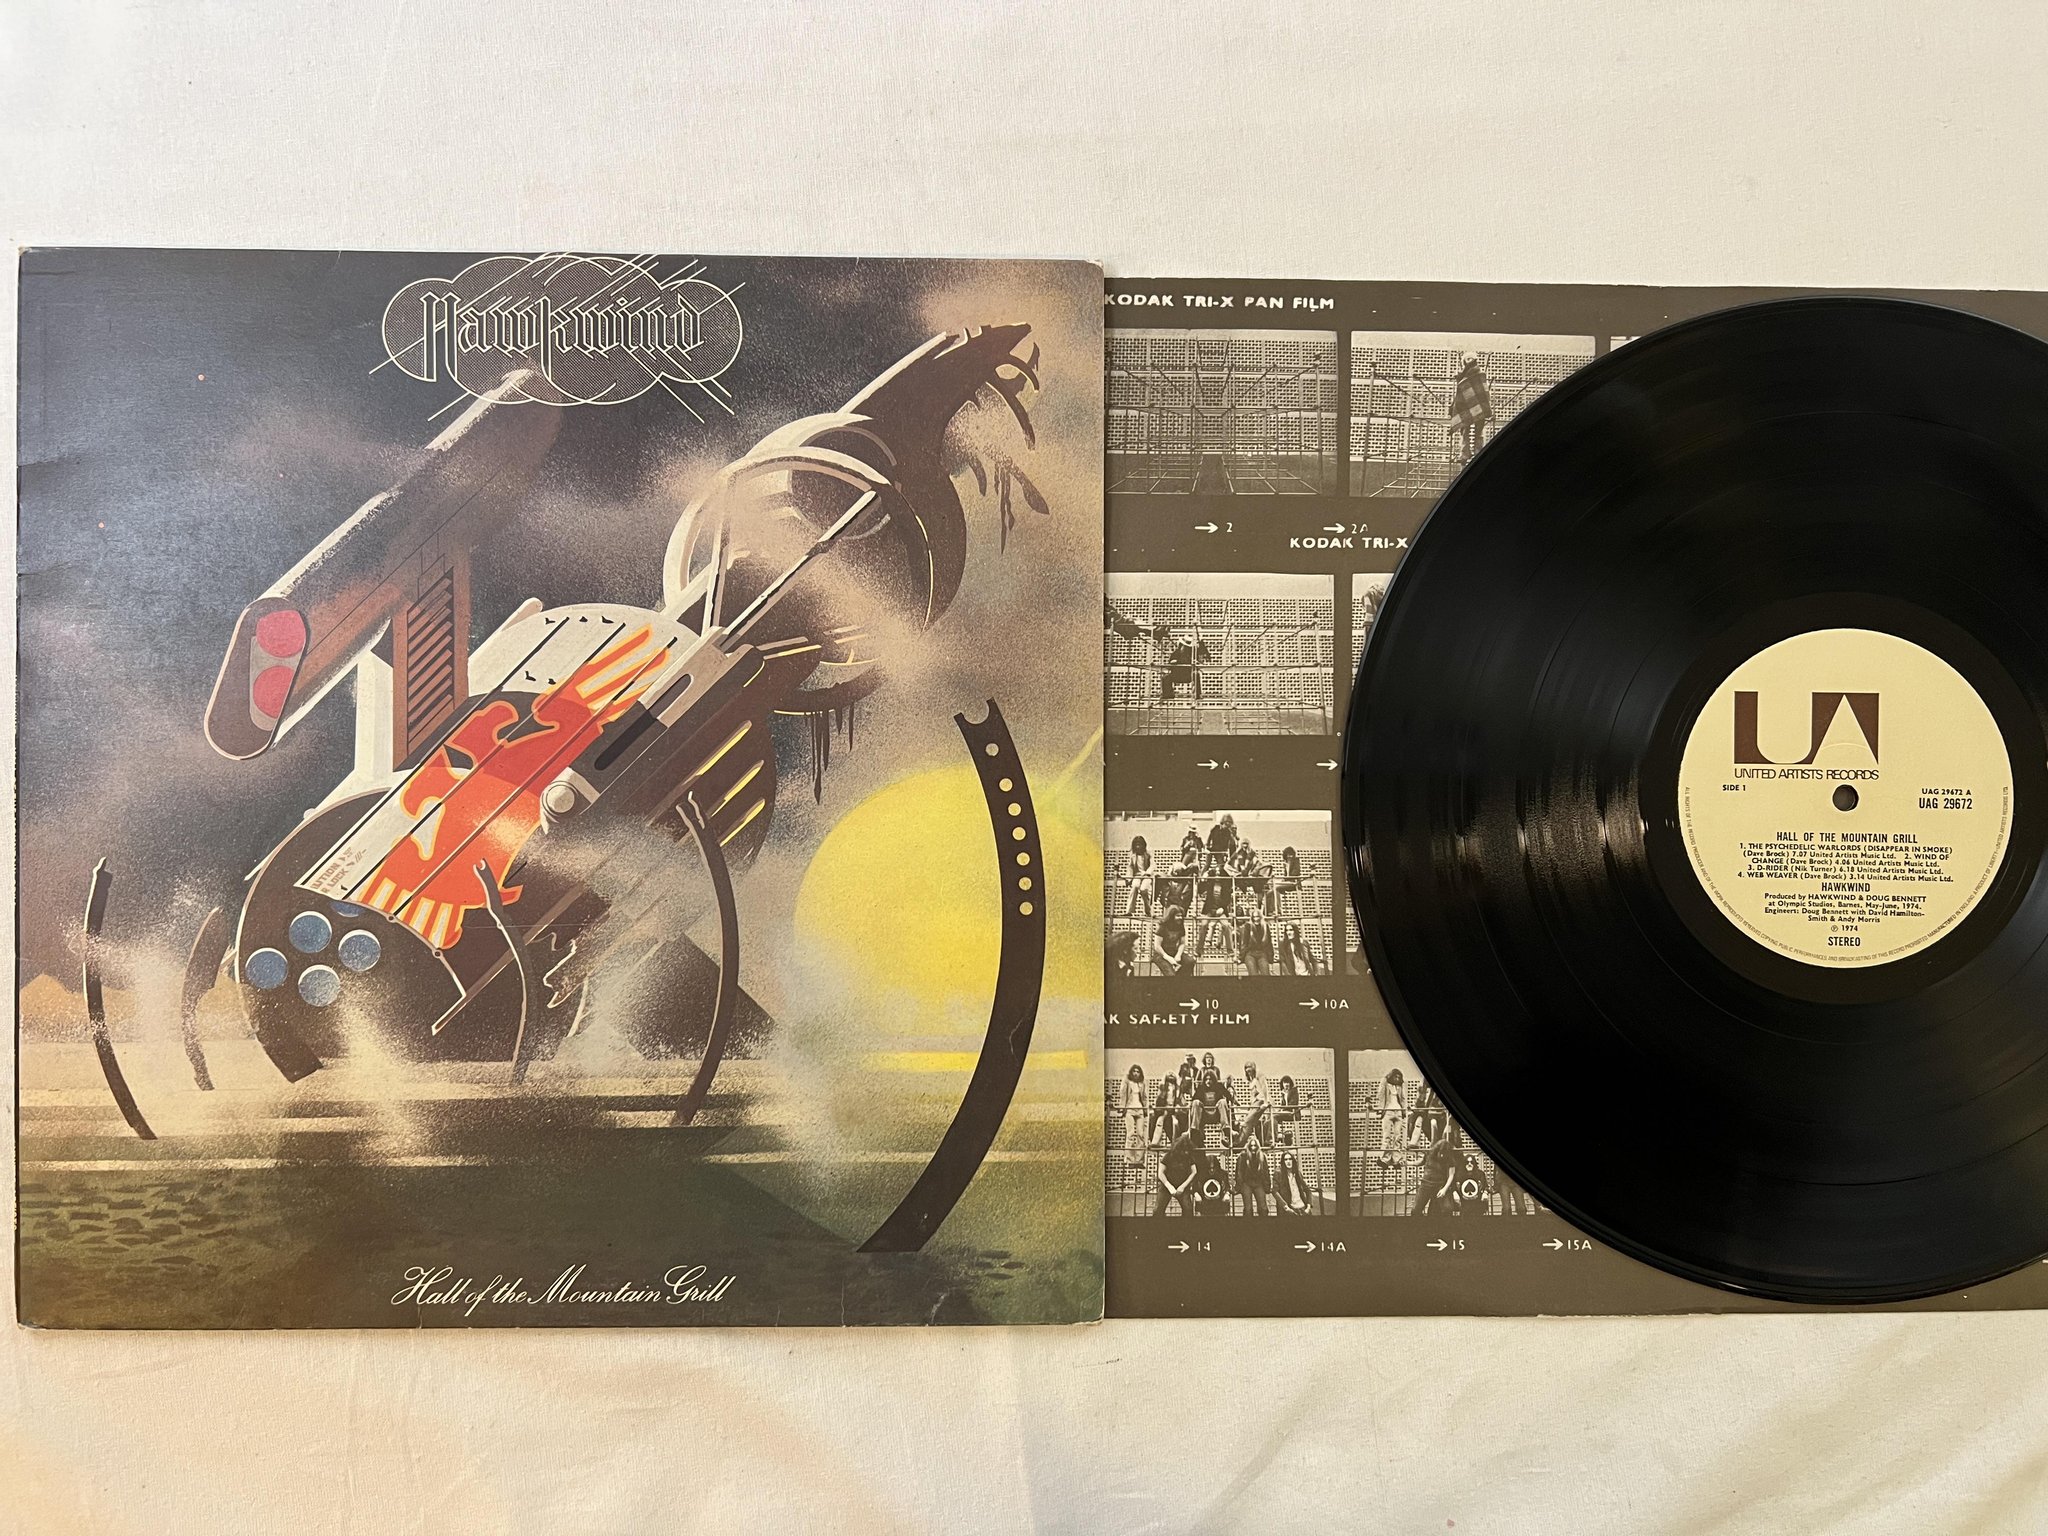 Hawkwind
UTION
R LOCK
Hall of the Mountain Grill
KODAK TRI-X PAN FILM
→2 →2A
KODAK TRI-X
→6 →
→10 →10A
AK SAFETY FILM
→14 →14A →15 →15A
UA
UNITED ARTISTS RECORDS
SIDE 1
UAG 29672 A
UAG 29672
HALL OF THE MOUNTAIN GRILL
1. THE PSYCHEDELIC WARLORDS (DISAPPEAR IN SMOKE)
(Dave Brock) 7.07 United Artists Music Ltd. 2. WIND OF
CHANGE (Dave Brock) 4.06 United Artists Music Ltd.
3. D-RIDER (Nik Turner) 6.18 United Artists Music Ltd.
4. WEB WEAVER (Dave Brock) 3.14 United Artists Music Ltd.
HAWKWIND
Produced by HAWKWIND & DOUG BENNETT
at Olympic Studios, Barnes, May-June, 1974.
Engineers: Doug Bennett with David Hamilton-
Smith & Andy Morris
℗ 1974
STEREO